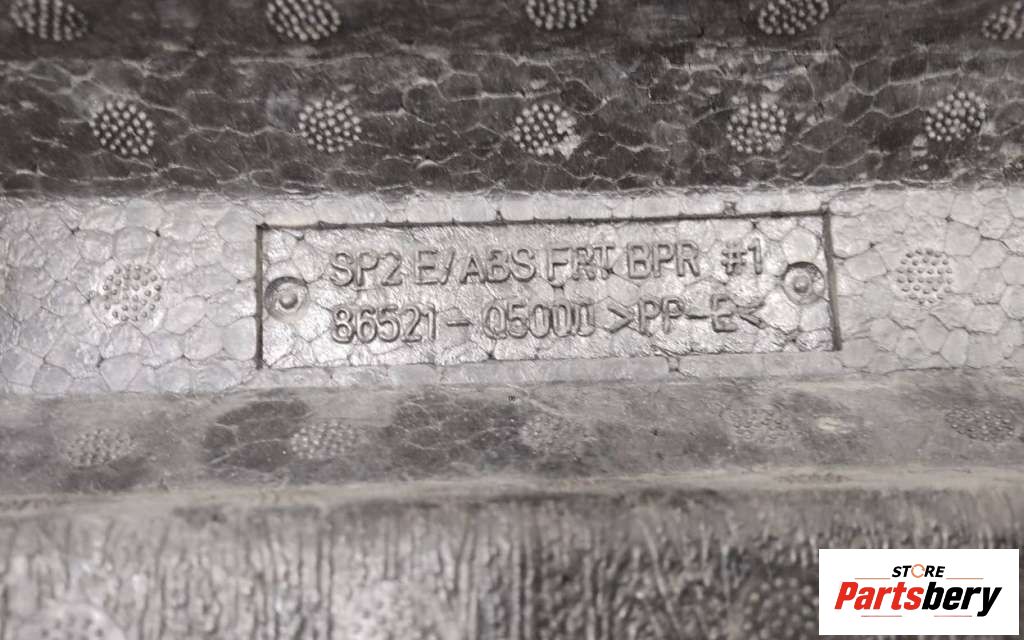 SP2 E/ABS FRT BPR #1
86521-Q5000 >PP-E<
STORE
Partsbery